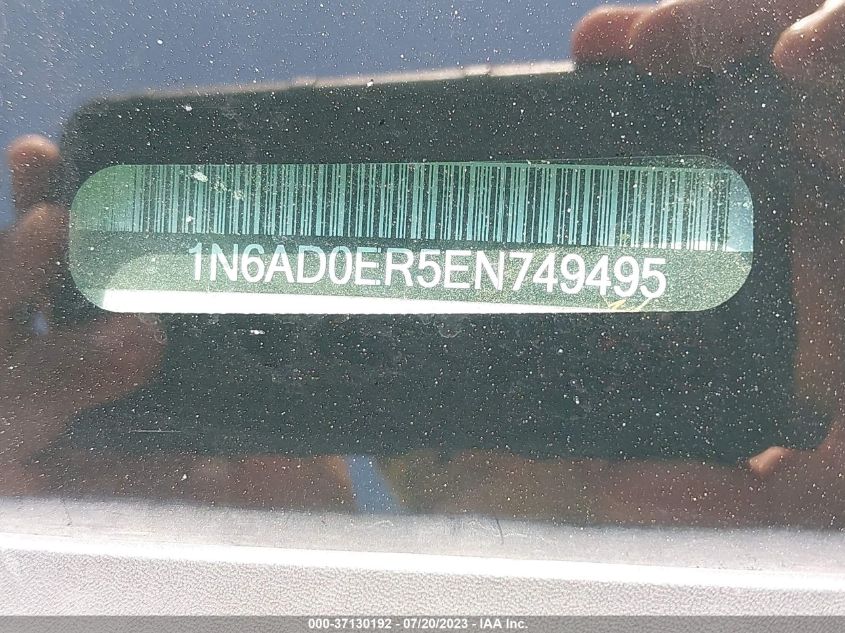 1N6AD0ER5EN749495
000-37130192 - 07/20/2023 - IAA Inc.